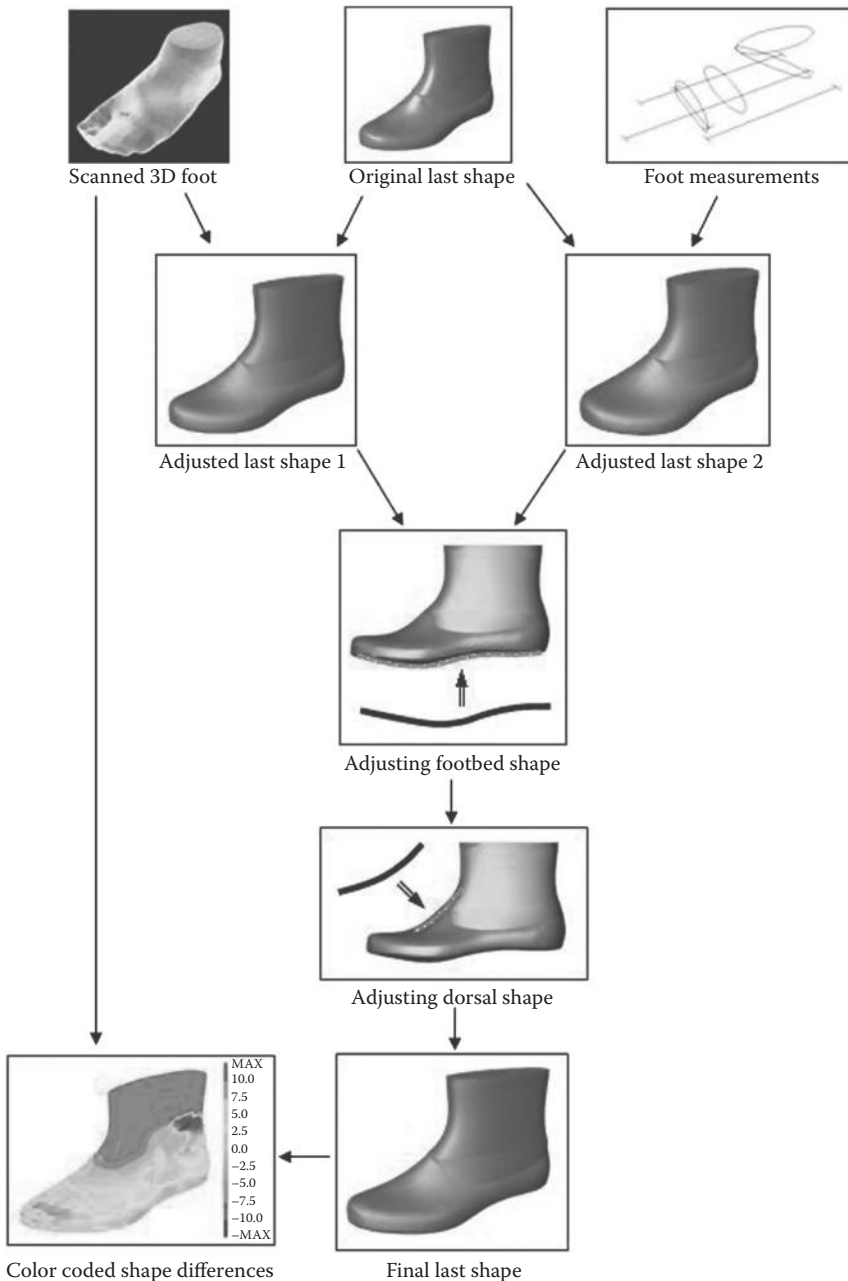 Scanned 3D foot
Original last shape
Foot measurements
Adjusted last shape 1
Adjusted last shape 2
Adjusting footbed shape
Adjusting dorsal shape
MAX
10.0
7.5
5.0
2.5
0.0
−2.5
−5.0
−7.5
−10.0
−MAX
Color coded shape differences
Final last shape